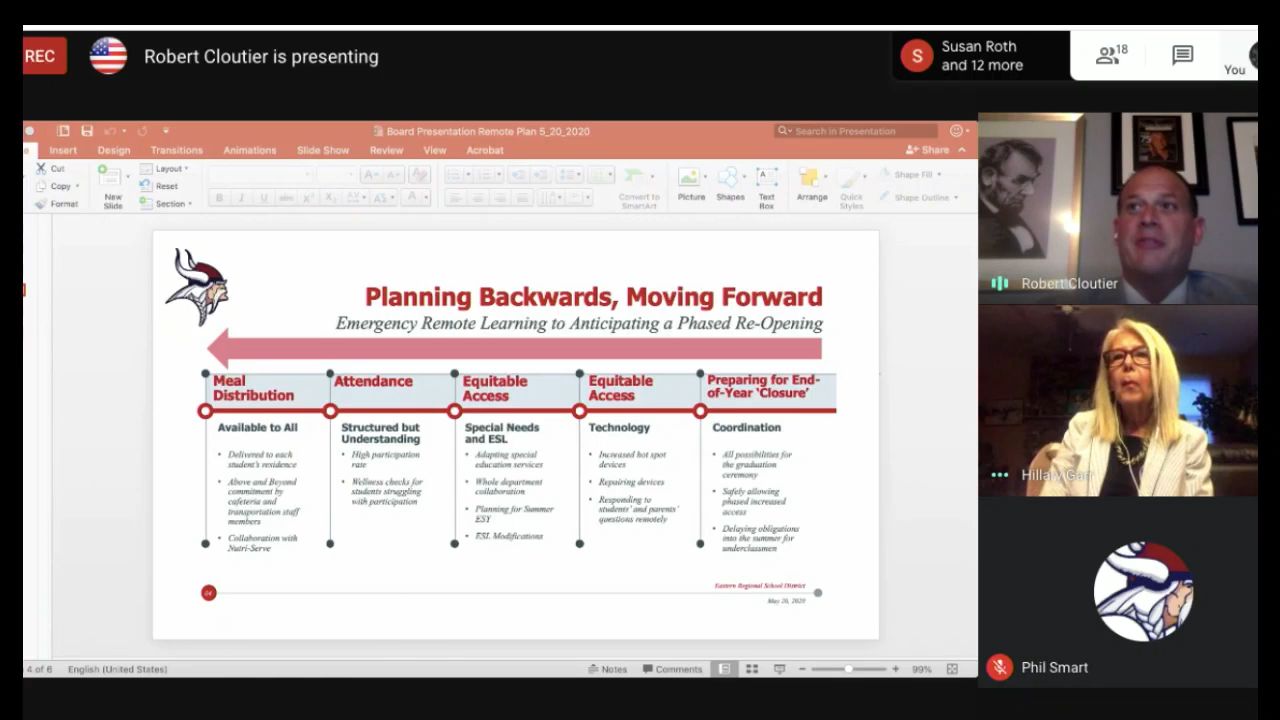 REC
Robert Cloutier is presenting
S
Susan Roth
and 12 more
18
You
Board Presentation Remote Plan 5_20_2020
Search in Presentation
Insert
Design
Transitions
Animations
Slide Show
Review
View
Acrobat
Share
Cut
Copy
Format
New
Slide
Layout
Reset
Section
Convert to
SmartArt
Picture
Shapes
Text
Box
Arrange
Quick
Styles
Shape Fill
Shape Outline
Planning Backwards, Moving Forward
Emergency Remote Learning to Anticipating a Phased Re-Opening
Meal
Distribution
Available to All
• Delivered to each
student's residence
• Above and Beyond
commitment by
cafeteria and
transportation staff
members
• Collaboration with
Nutri-Serve
Attendance
Structured but
Understanding
• High participation
rate
• Wellness checks for
students struggling
with participation
Equitable
Access
Special Needs
and ESL
• Adapting special
education services
• Whole department
collaboration
• Planning for Summer
ESY
• ESL Modifications
Equitable
Access
Technology
• Increased hot spot
devices
• Repairing devices
• Responding to
students' and parents'
questions remotely
Preparing for End-
of-Year 'Closure'
Coordination
• All possibilities for
the graduation
ceremony
• Safely allowing
phased increased
access
• Delaying obligations
into the summer for
underclassmen
Eastern Regional School District
May 20, 2020
4 of 6
English (United States)
Notes
Comments
99%
Robert Cloutier
Hillary Garr
Phil Smart